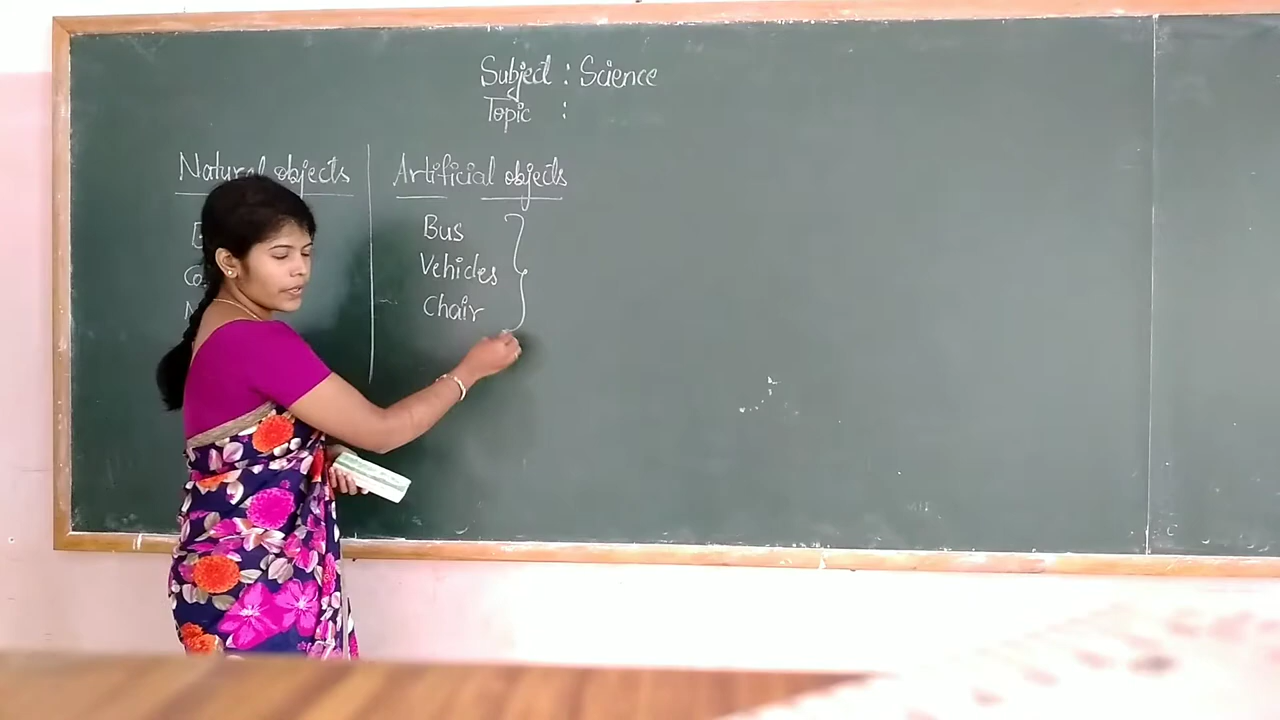 Subject : Science
Topic :
Natural objects
Artificial objects
Bus
Vehicles
Chair